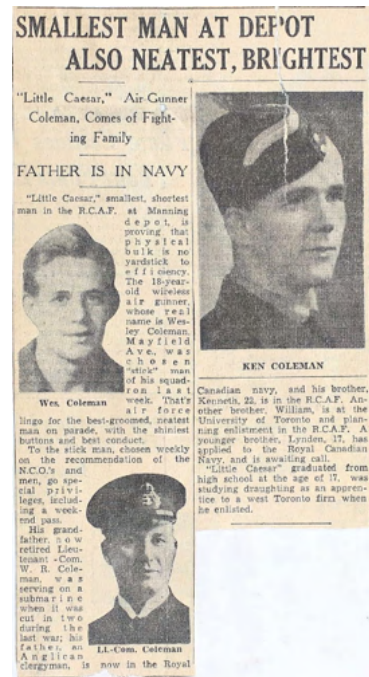 SMALLEST MAN AT DEPOT
ALSO NEATEST, BRIGHTEST
"Little Caesar," Air-Gunner
Coleman, Comes of Fight-
ing Family
FATHER IS IN NAVY
"Little Caesar," smallest, shortest
man in the R.C.A.F. at Manning
depot, is
proving that
physical
bulk is no
yardstick to
efficiency.
The 18-year-
old wireless
air gunner,
whose real
name is Wes-
ley Coleman,
Mayfield
Ave., was
chosen
"stick" man
of his squad-
ron last
week. That's
air force
Wes. Coleman
lingo for the best-groomed, neatest
man on parade, with the shiniest
buttons and best conduct.
To the stick man, chosen weekly
on the recommendation of the
N.C.O.'s and
men, go spe-
cial privi-
leges, includ-
ing a week-
end pass.
His grand-
father, now
retired Lieu-
tenant-Com.
W. R. Cole-
man, was
serving on a
submarine
when it was
cut in two
during the
last war; his
father, an
Lt.-Com. Coleman
Anglican
clergyman, is now in the Royal
KEN COLEMAN
Canadian navy, and his brother,
Kenneth, 22, is in the R.C.A.F. An-
other brother, William, is at the
University of Toronto and plan-
ning enlistment in the R.C.A.F. A
younger brother, Lynden, 17, has
applied to the Royal Canadian
Navy, and is awaiting call.
"Little Caesar" graduated from
high school at the age of 17, was
studying draughting as an appren-
tice to a west Toronto firm when
he enlisted.